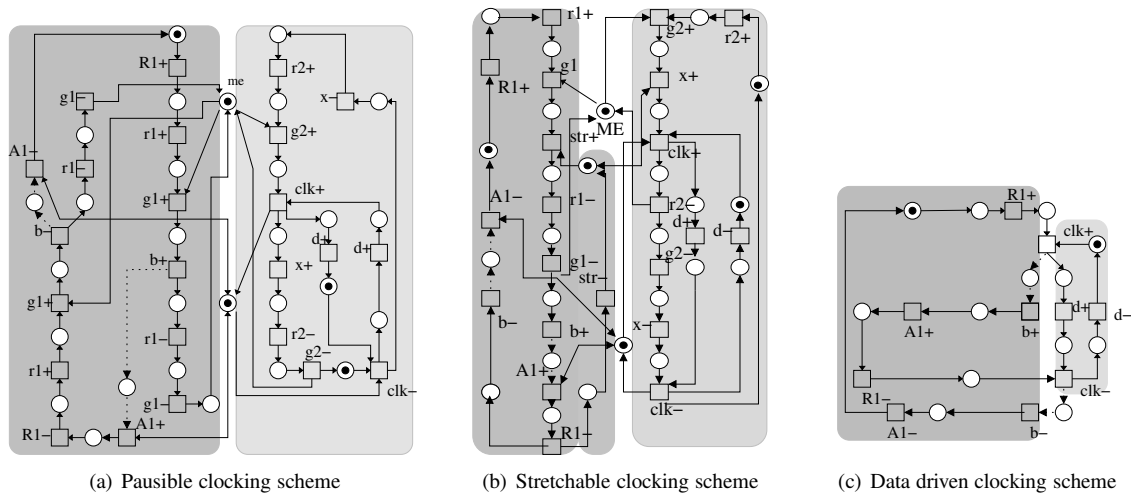 R1+
r1+
g1+
b+
r1−
g1−
A1+
R1−
r1+
g1+
b−
A1−
r1−
g1−
me
r2+
g2+
clk+
x+
r2−
g2−
clk−
d+
d+
x−
(a) Pausible clocking scheme
r1+
g1
str+
r1−
g1−
b+
A1+
R1−
b−
A1−
R1+
str−
ME
g2+
r2+
x+
clk+
r2−
d+
d−
g2−
x−
clk−
(b) Stretchable clocking scheme
R1+
clk+
b+
d+
d−
A1+
R1−
clk−
A1−
b−
(c) Data driven clocking scheme